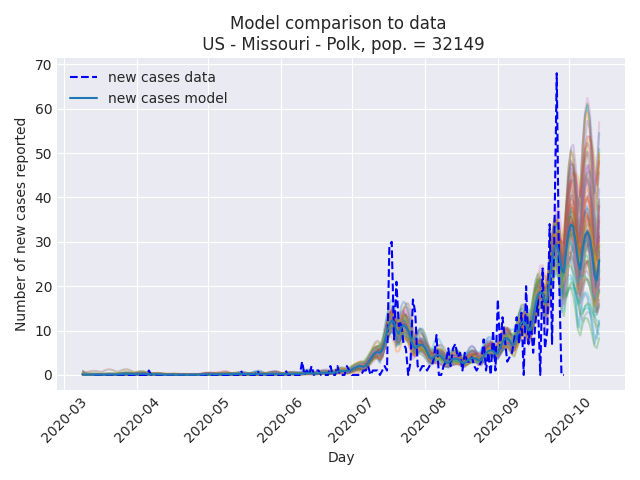 Model comparison to data
US - Missouri - Polk, pop. = 32149
new cases data
new cases model
Number of new cases reported
70
60
50
40
30
20
10
0
2020-03
2020-04
2020-05
2020-06
2020-07
2020-08
2020-09
2020-10
Day